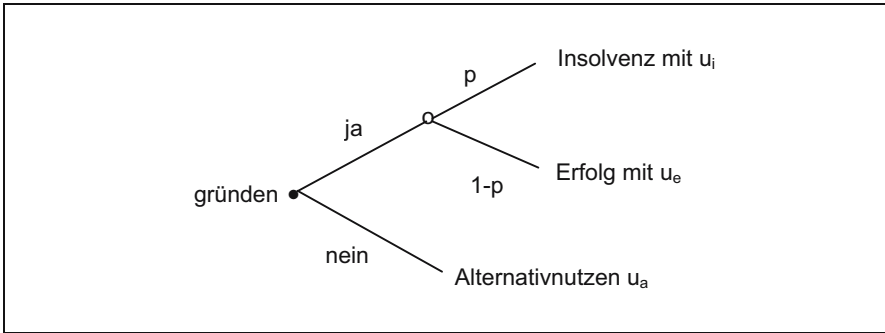 Insolvenz mit uᵢ
p
ja
o
Erfolg mit uₑ
1-p
gründen
nein
Alternativnutzen uₐ